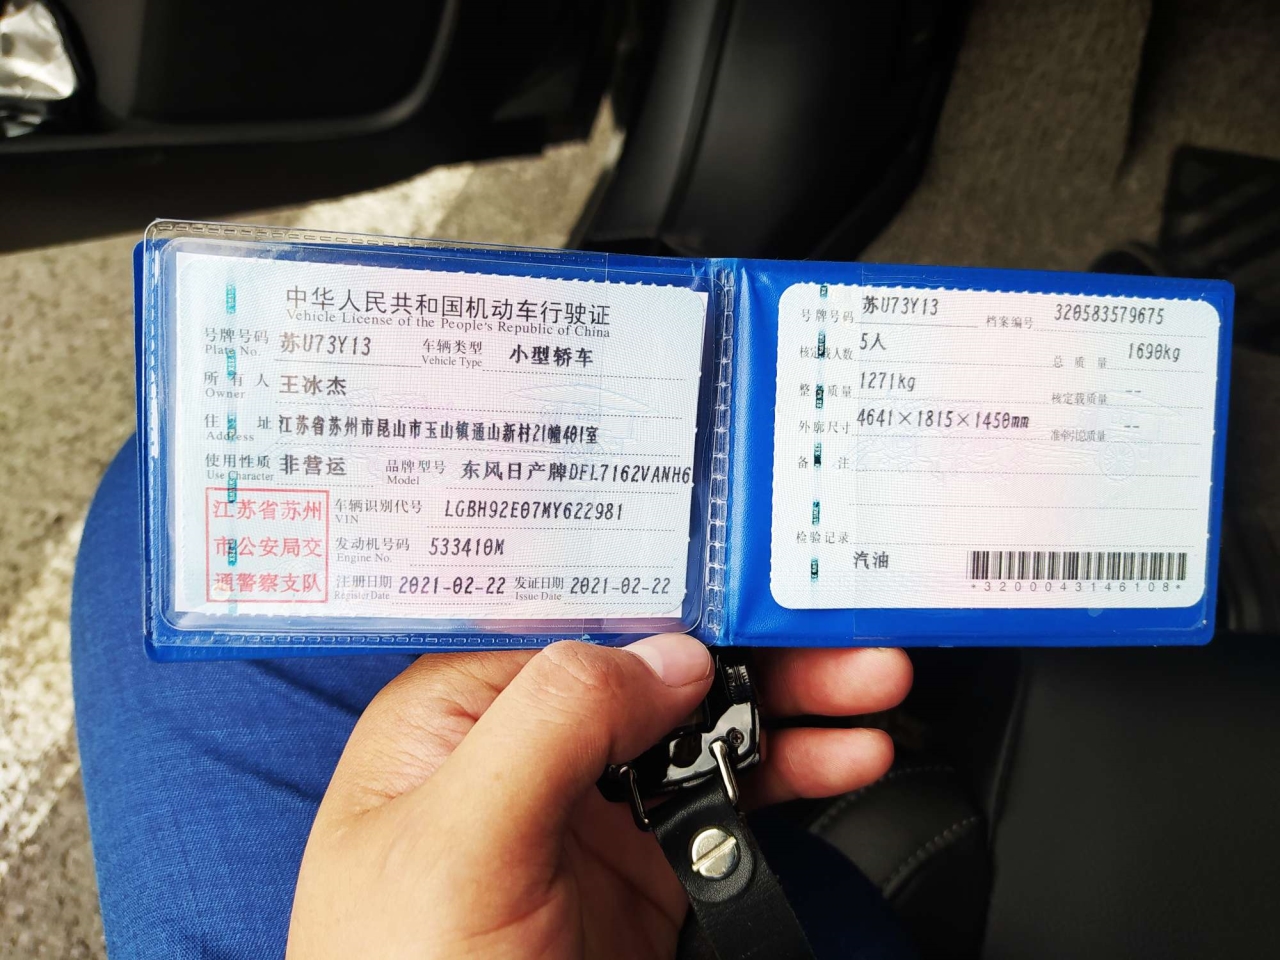 中华人民共和国机动车行驶证
Vehicle License of the People's Republic of China
号牌号码 苏U73Y13 车辆类型 小型轿车
Plate No. Vehicle Type
所有人 王冰杰
Owner
住址 江苏省苏州市昆山市玉山镇通山新村21幢401室
Address
使用性质 非营运 品牌型号 东风日产牌DFL7162VANH6
Use Character Model
江苏省苏州
市公安局交
通警察支队
车辆识别代号 LGBH92E07MY622981
VIN
发动机号码 533410M
Engine No.
注册日期 2021-02-22 发证日期 2021-02-22
Register Date Issue Date
号牌号码 苏U73Y13 档案编号 320583579675
核定载人数 5人 总质量 1690kg
整备质量 1271kg 核定载质量 --
外廓尺寸 4641×1815×1450mm 准牵引总质量 --
备注
检验记录
汽油
*3200043146108*